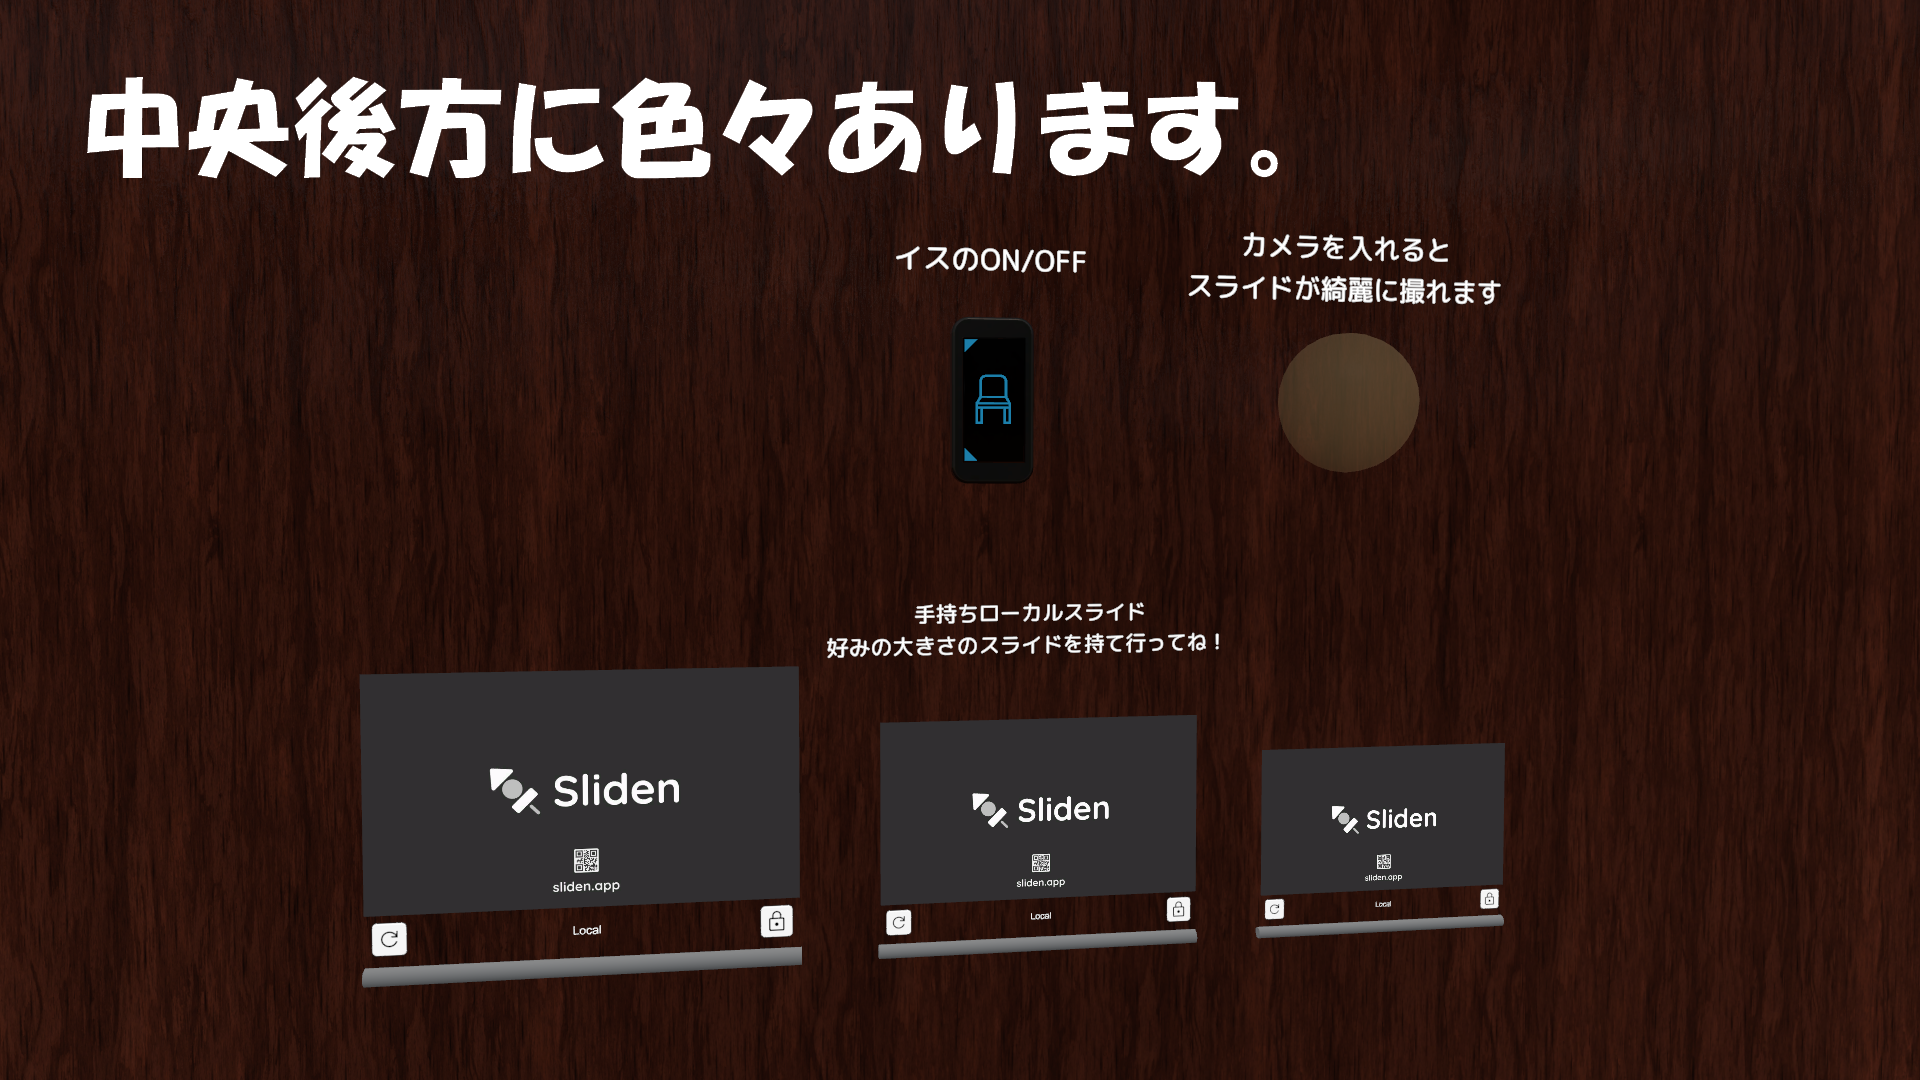 中央後方に色々あります。
イスのON/OFF
カメラを入れると
スライドが綺麗に撮れます
手持ちローカルスライド
好みの大きさのスライドを持て行ってね！
Sliden
sliden.app
Local
Sliden
sliden.app
Local
Sliden
sliden.app
Local